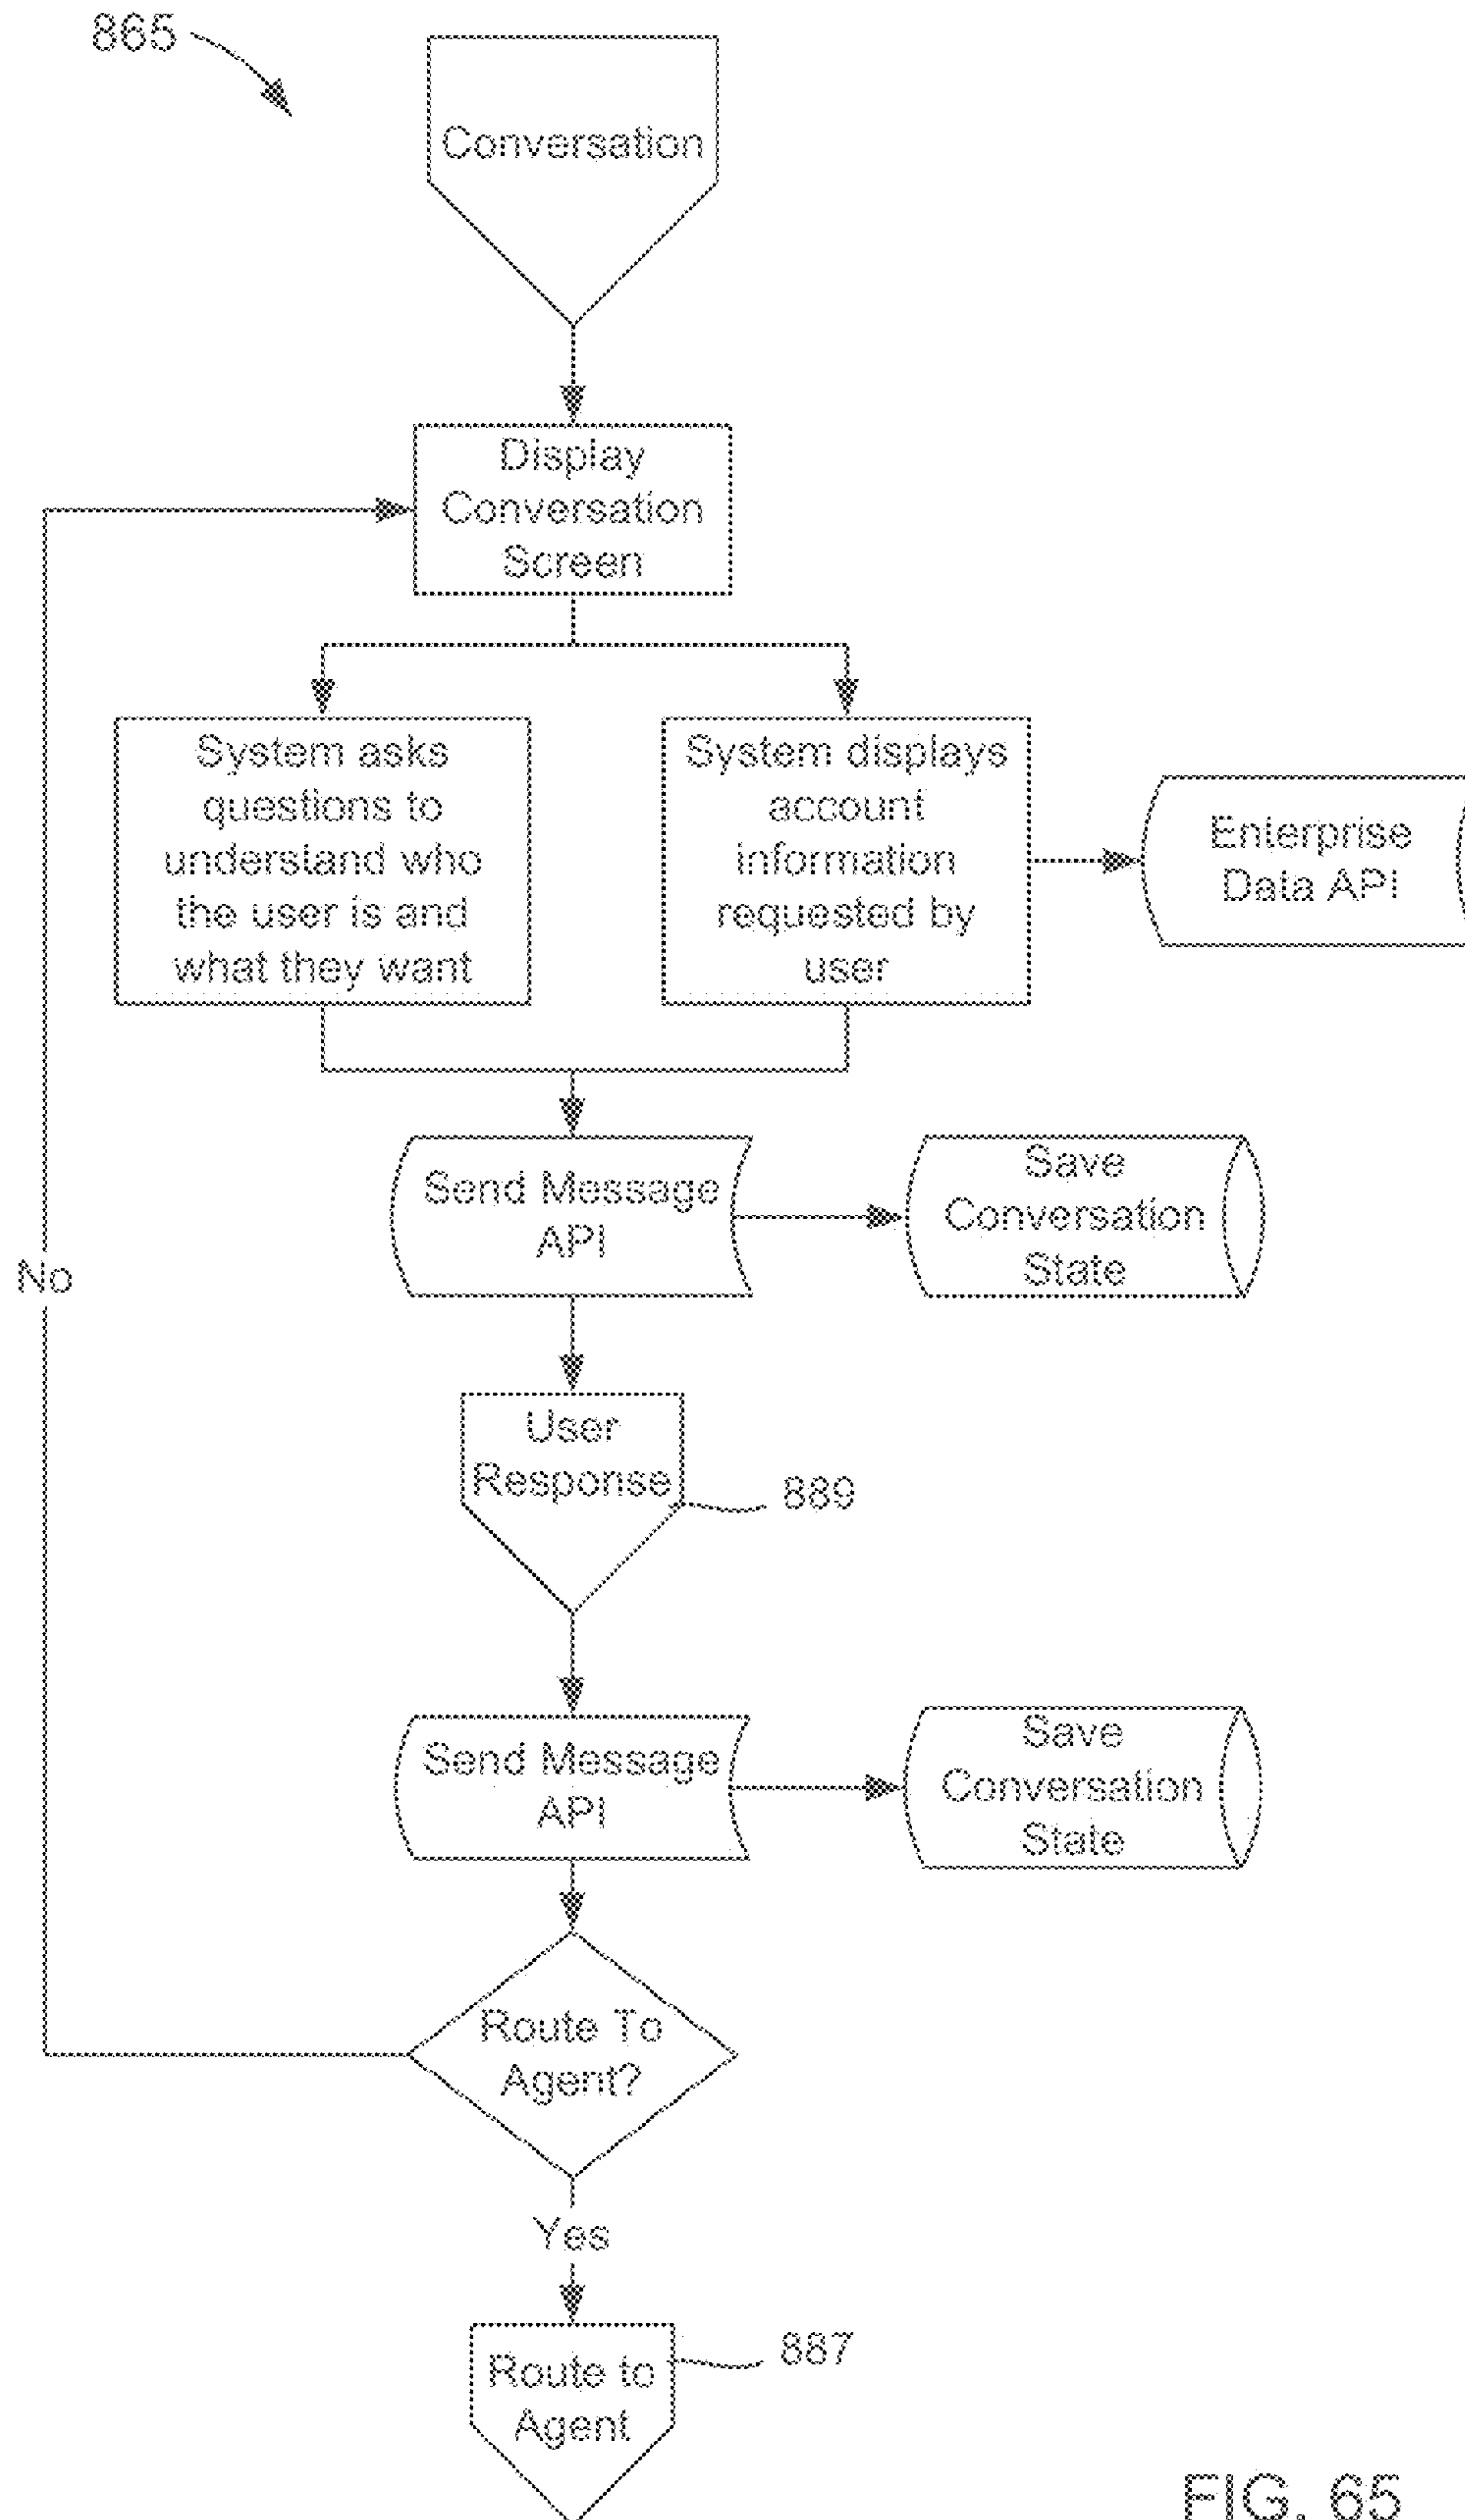 865
Conversation
Display
Conversation
Screen
System asks
questions to
understand who
the user is and
what they want
System displays
account
information
requested by
user
Enterprise
Data API
Send Message
API
Save
Conversation
State
No
User
Response
889
Send Message
API
Save
Conversation
State
Route To
Agent?
Yes
Route to
Agent
887
FIG. 65